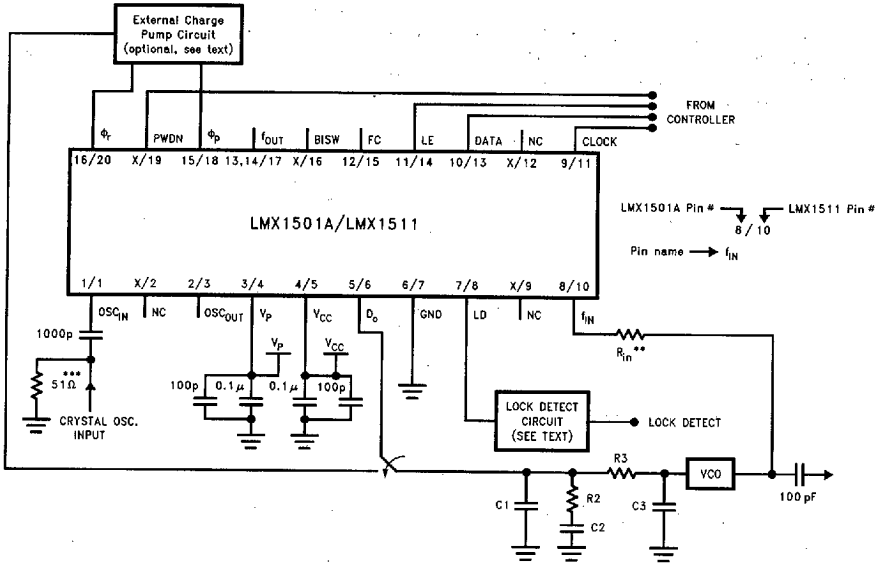 External Charge
Pump Circuit
(optional, see text)
FROM
CONTROLLER
ϕr PWDN ϕp fOUT BISW FC LE DATA NC CLOCK
16/20 X/19 15/18 13,14/17 X/16 12/15 11/14 10/13 X/12 9/11
LMX1501A/LMX1511
LMX1501A Pin # LMX1511 Pin #
8/10
Pin name fIN
1/1 X/2 2/3 3/4 4/5 5/6 6/7 7/8 X/9 8/10
OSCIN NC OSCOUT VP VCC Do GND LD NC fIN
1000p
VP VCC
Rin**
51Ω***
100p 0.1μ 0.1μ 100p
CRYSTAL OSC.
INPUT
LOCK DETECT
CIRCUIT
(SEE TEXT)
LOCK DETECT
R3
VCO
100 pF
C1 R2 C3
C2